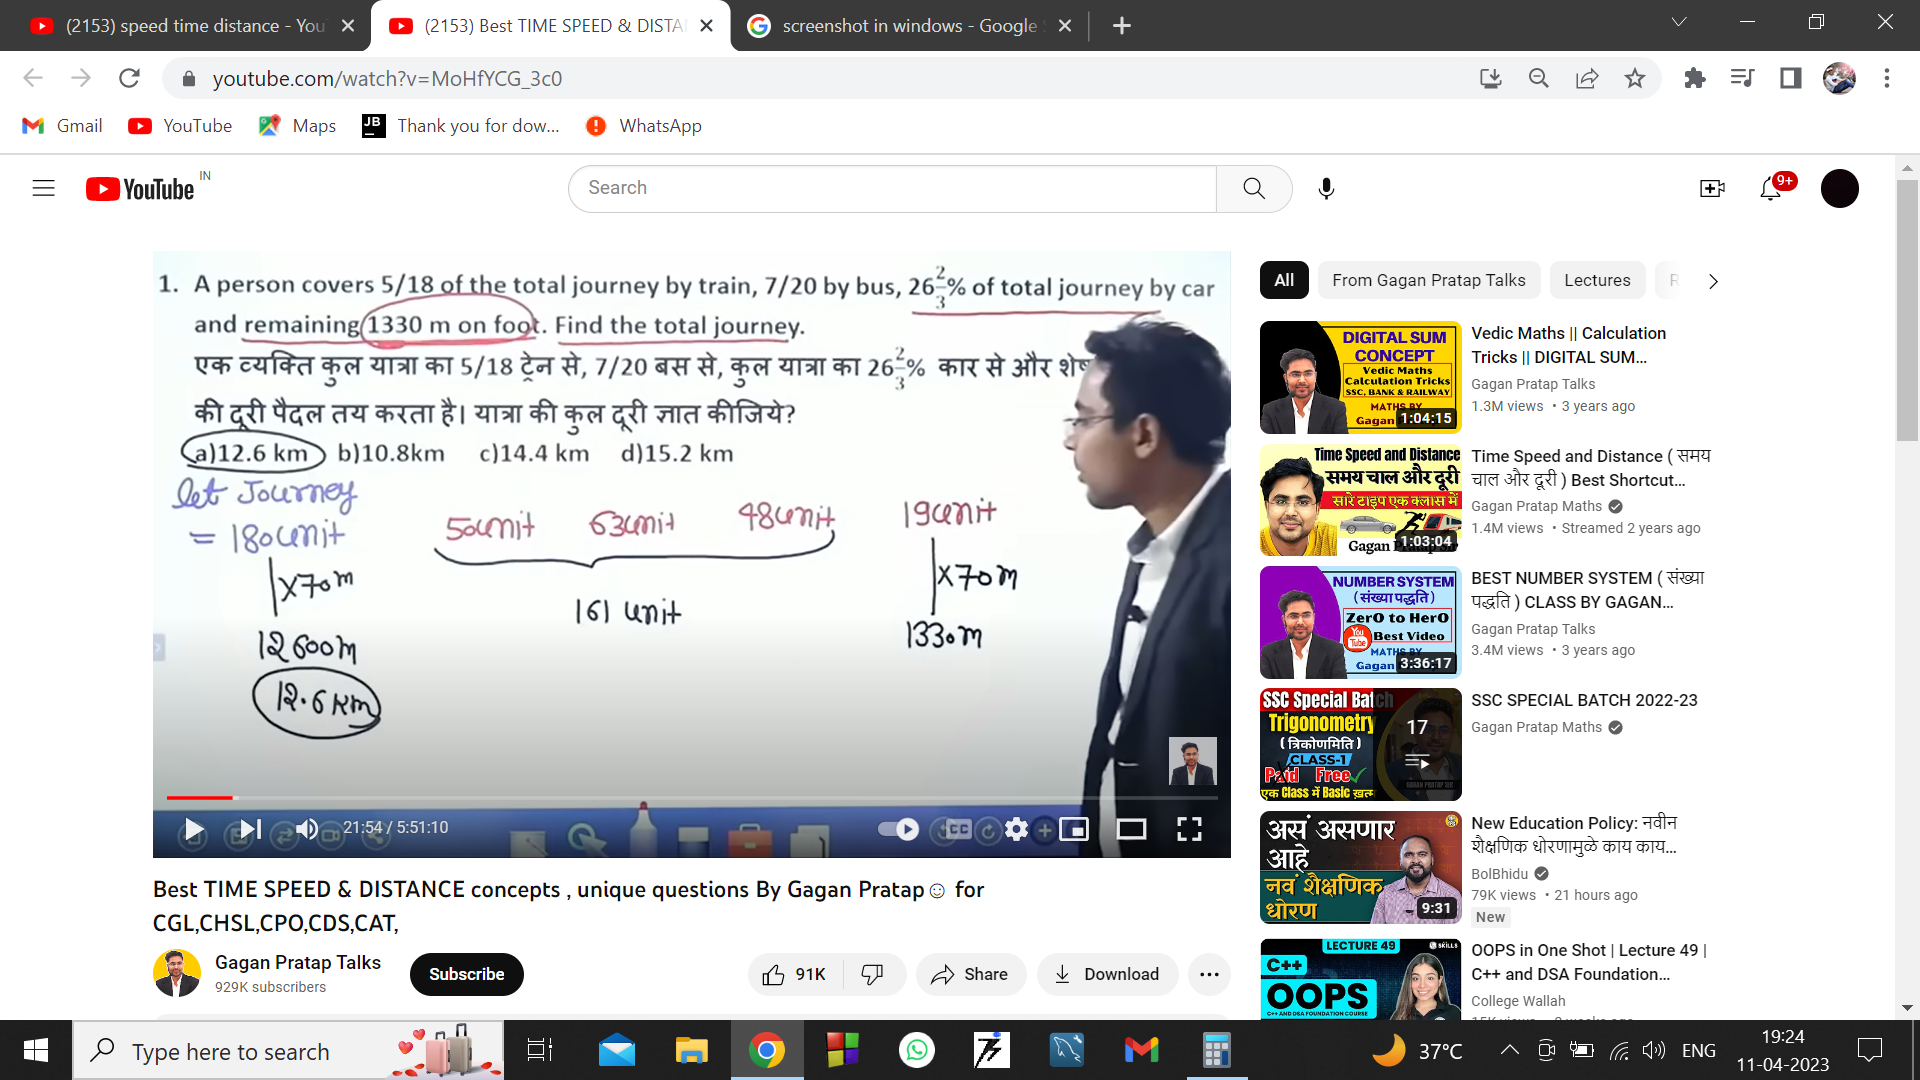 (2153) speed time distance - You
(2153) Best TIME SPEED & DISTA
screenshot in windows - Google
youtube.com/watch?v=MoHfYCG_3c0
Gmail
YouTube
Maps
JB
Thank you for dow...
WhatsApp
YouTube IN
Search
9+
1. A person covers 5/18 of the total journey by train, 7/20 by bus, 26 2/3% of total journey by car
and remaining 1330 m on foot. Find the total journey.
एक व्यक्ति कुल यात्रा का 5/18 ट्रेन से, 7/20 बस से, कुल यात्रा का 26 2/3% कार से और शेष
की दूरी पैदल तय करता है। यात्रा की कुल दूरी ज्ञात कीजिये?
a)12.6 km b)10.8km c)14.4 km d)15.2 km
let Journey
= 180unit
50unit 63unit 48unit 19unit
x70m
161 unit
x70m
12600m
1330m
12.6 km
21:54 / 5:51:10
CC
Best TIME SPEED & DISTANCE concepts , unique questions By Gagan Pratap☺ for
CGL,CHSL,CPO,CDS,CAT,
Gagan Pratap Talks
929K subscribers
Subscribe
91K
Share
Download
All
From Gagan Pratap Talks
Lectures
DIGITAL SUM
CONCEPT
Vedic Maths
Calculation Tricks
SSC, BANK & RAILWAY
MATHS BY
Gagan
1:04:15
Vedic Maths || Calculation
Tricks || DIGITAL SUM...
Gagan Pratap Talks
1.3M views • 3 years ago
Time Speed and Distance
समय चाल और दूरी
सारे टाइप एक क्लास में
Gagan Pratap Sir
1:03:04
Time Speed and Distance ( समय
चाल और दूरी ) Best Shortcut...
Gagan Pratap Maths
1.4M views • Streamed 2 years ago
NUMBER SYSTEM
(संख्या पद्धति)
ZerO to HerO
You
Tube
Best Video
MATHS BY
Gagan
3:36:17
BEST NUMBER SYSTEM ( संख्या
पद्धति ) CLASS BY GAGAN...
Gagan Pratap Talks
3.4M views • 3 years ago
SSC Special Batch
Trigonometry
(त्रिकोणमिति)
CLASS-1
Paid Free
एक Class में Basic ख़त्म
17
SSC SPECIAL BATCH 2022-23
Gagan Pratap Maths
असं असणार
आहे
नवं शैक्षणिक
धोरण
9:31
New Education Policy: नवीन
शैक्षणिक धोरणामुळे काय काय...
BolBhidu
79K views • 21 hours ago
New
LECTURE 49
SKILLS
C++
OOPS
C++ AND DSA FOUNDATION COURSE
OOPS in One Shot | Lecture 49 |
C++ and DSA Foundation...
College Wallah
Type here to search
37°C
ENG
19:24
11-04-2023